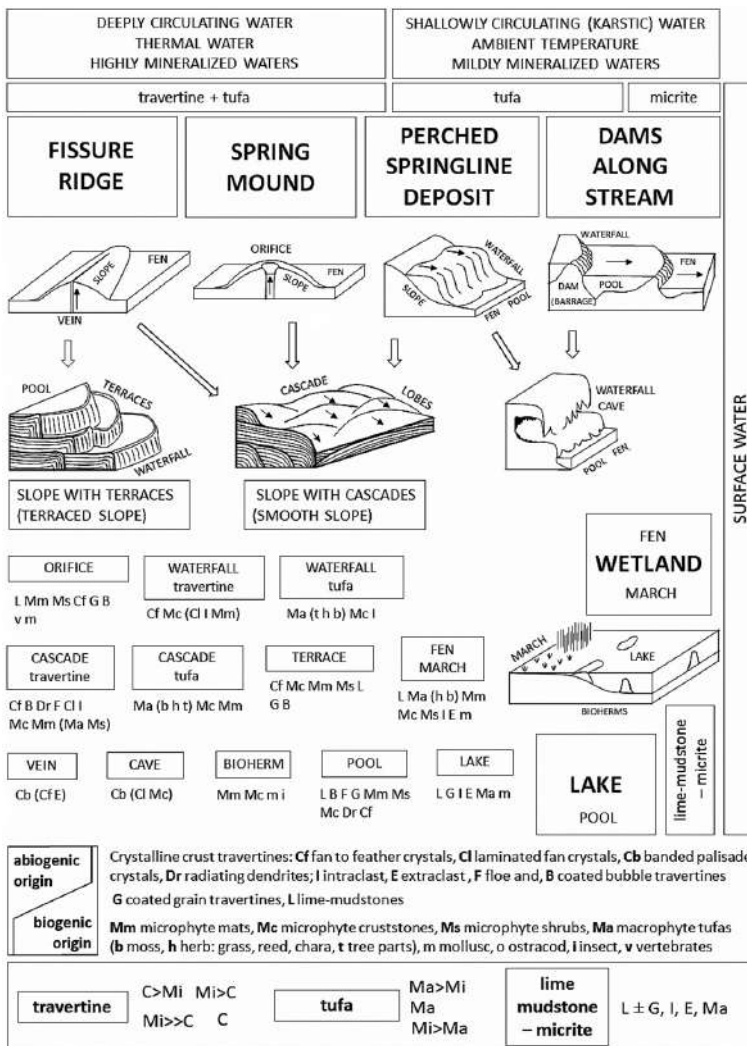 DEEPLY CIRCULATING WATER
THERMAL WATER
HIGHLY MINERALIZED WATERS
SHALLOWLY CIRCULATING (KARSTIC) WATER
AMBIENT TEMPERATURE
MILDLY MINERALIZED WATERS
travertine + tufa
tufa
micrite
FISSURE
RIDGE
SPRING
MOUND
PERCHED
SPRINGLINE
DEPOSIT
DAMS
ALONG
STREAM
SLOPE
FEN
VEIN
ORIFICE
SLOPE
FEN
WATERFALL
SLOPE
FEN POOL
WATERFALL
FEN
DAM
(BARRAGE)
POOL
POOL
TERRACES
WATERFALL
CASCADE
LOBES
WATERFALL
CAVE
POOL FEN
SLOPE WITH TERRACES
(TERRACED SLOPE)
SLOPE WITH CASCADES
(SMOOTH SLOPE)
SURFACE WATER
FEN
WETLAND
MARCH
ORIFICE
L Mm Ms Cf G B
v m
WATERFALL
travertine
Cf Mc (Cl I Mm)
WATERFALL
tufa
Ma (t h b) Mc I
CASCADE
travertine
Cf B Dr F Cl I
Mc Mm (Ma Ms)
CASCADE
tufa
Ma (b h t) Mc Mm
TERRACE
Cf Mc Mm Ms L
G B
FEN
MARCH
L Ma (h b) Mm
Mc Ms I E m
MARCH
LAKE
BIOHERMS
VEIN
Cb (Cf E)
CAVE
Cb (Cl Mc)
BIOHERM
Mm Mc m i
POOL
L B F G Mm Ms
Mc Dr Cf
LAKE
L G I E Ma m
LAKE
POOL
lime-mudstone
– micrite
abiogenic
origin
biogenic
origin
Crystalline crust travertines: Cf fan to feather crystals, Cl laminated fan crystals, Cb banded palisade
crystals, Dr radiating dendrites; I intraclast, E extraclast , F floe and, B coated bubble travertines
G coated grain travertines, L lime-mudstones
Mm microphyte mats, Mc microphyte cruststones, Ms microphyte shrubs, Ma macrophyte tufas
(b moss, h herb: grass, reed, chara, t tree parts), m mollusc, o ostracod, i insect, v vertebrates
travertine
C>Mi Mi>C
Mi>>C C
tufa
Ma>Mi
Ma
Mi>Ma
lime
mudstone
– micrite
L ± G, I, E, Ma